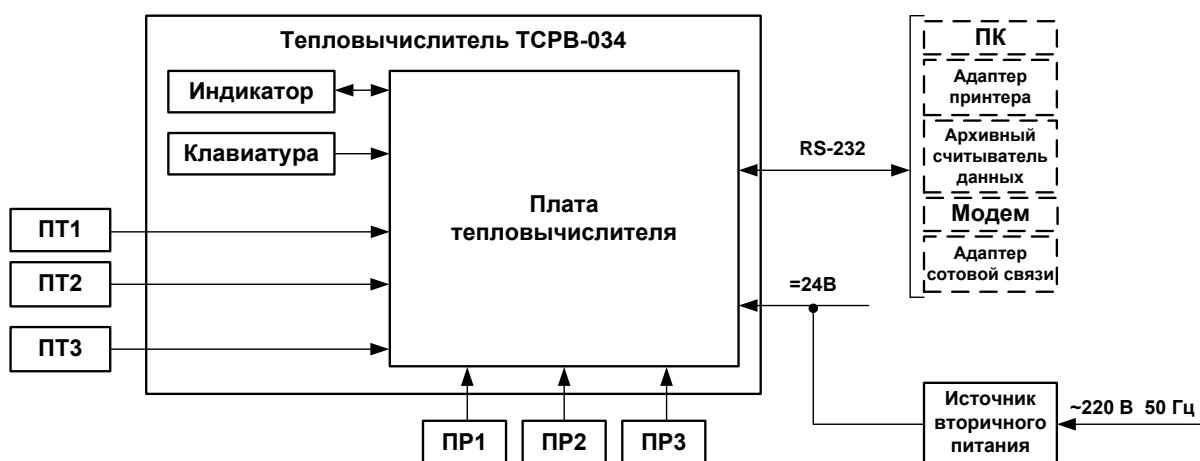 Тепловычислитель ТСРВ-034
Индикатор
Клавиатура
Плата
тепловычислителя
ПТ1
ПТ2
ПТ3
ПР1
ПР2
ПР3
RS-232
=24В
ПК
Адаптер
принтера
Архивный
считыватель
данных
Модем
Адаптер
сотовой связи
Источник
вторичного
питания
~220 В 50 Гц